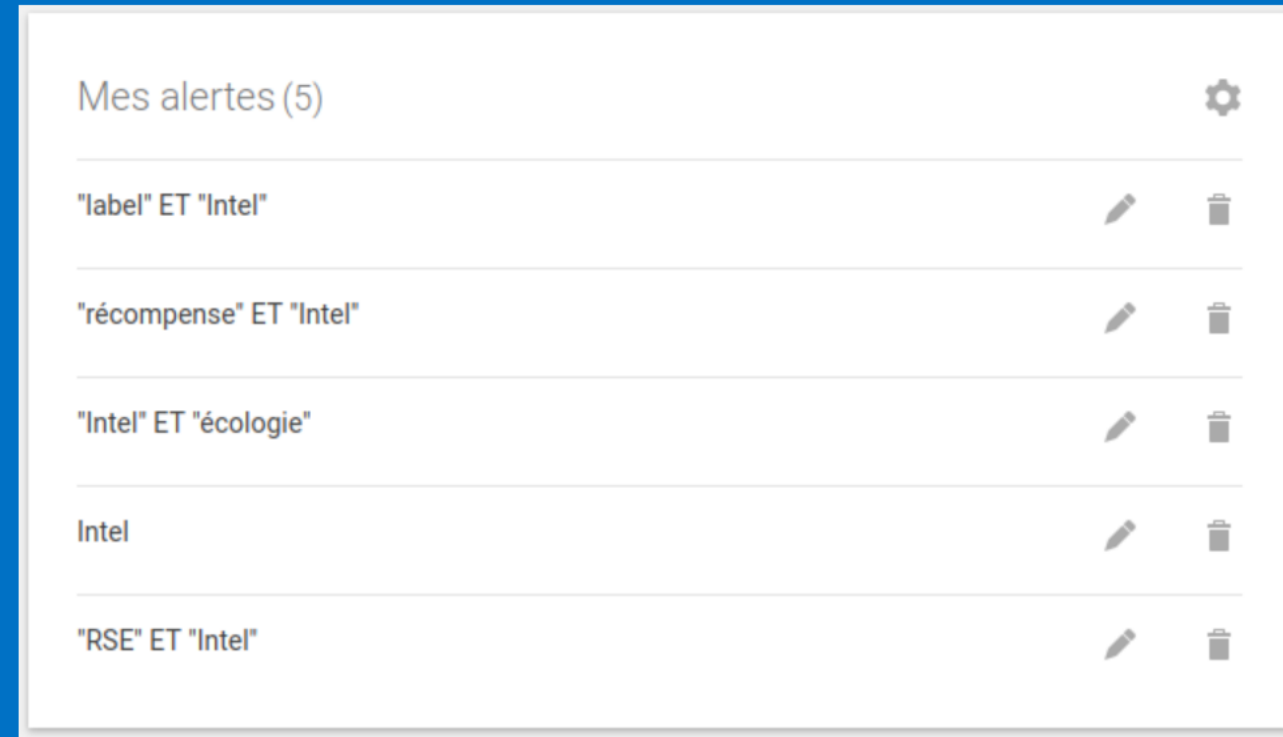 Mes alertes (5)
"label" ET "Intel"
"récompense" ET "Intel"
"Intel" ET "écologie"
Intel
"RSE" ET "Intel"